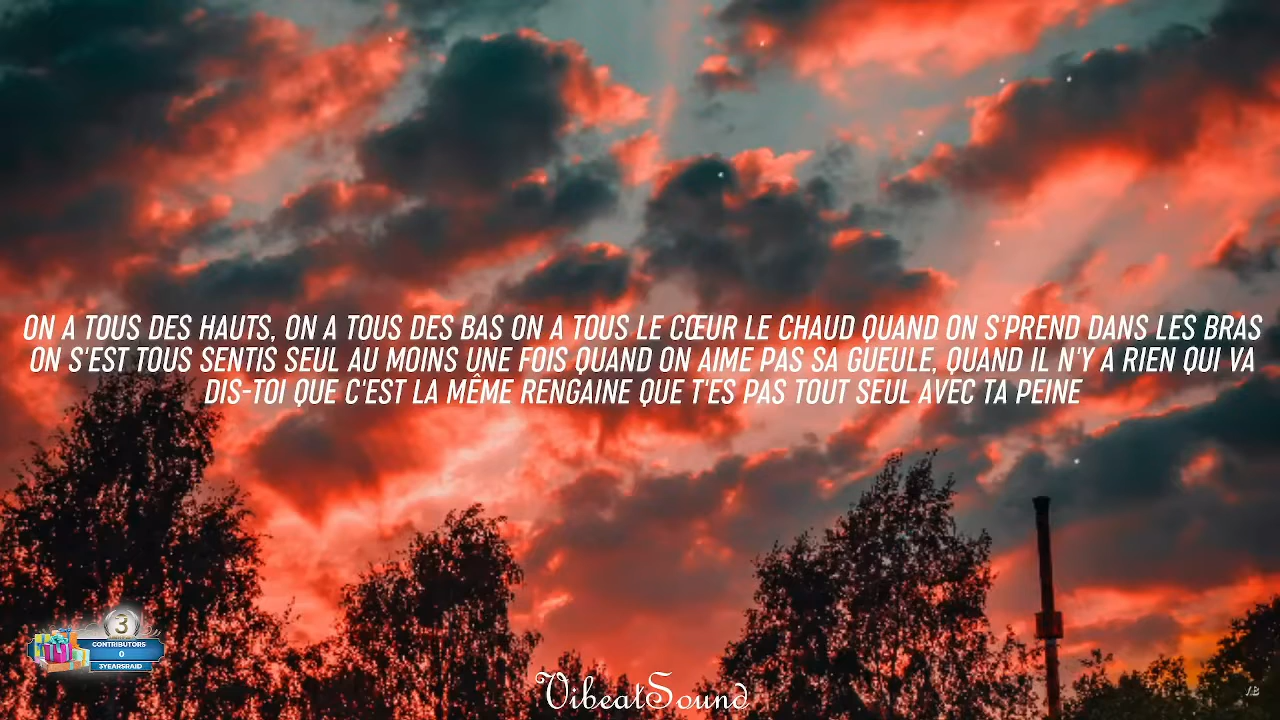 ON A TOUS DES HAUTS, ON A TOUS DES BAS ON A TOUS LE CŒUR LE CHAUD QUAND ON S'PREND DANS LES BRAS
ON S'EST TOUS SENTIS SEUL AU MOINS UNE FOIS QUAND ON AIME PAS SA GUEULE, QUAND IL N'Y A RIEN QUI VA
DIS-TOI QUE C'EST LA MÊME RENGAINE QUE T'ES PAS TOUT SEUL AVEC TA PEINE
3
CONTRIBUTORS
0
3YEARSRAID
VibeatSound